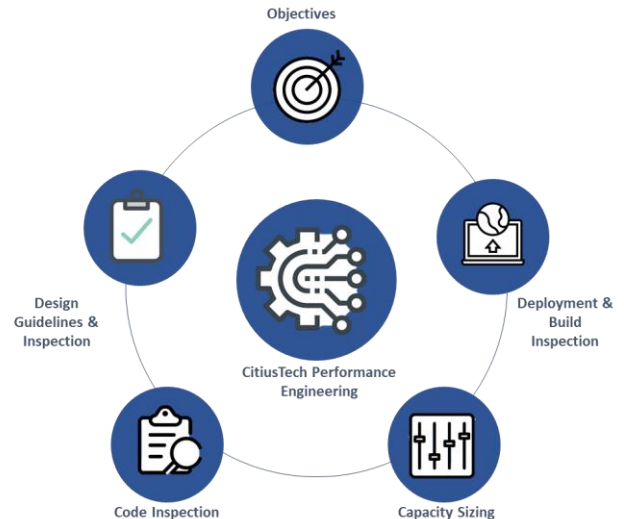 Objectives
Design
Guidelines &
Inspection
Deployment &
Build
Inspection
CitiusTech Performance
Engineering
Code Inspection
Capacity Sizing